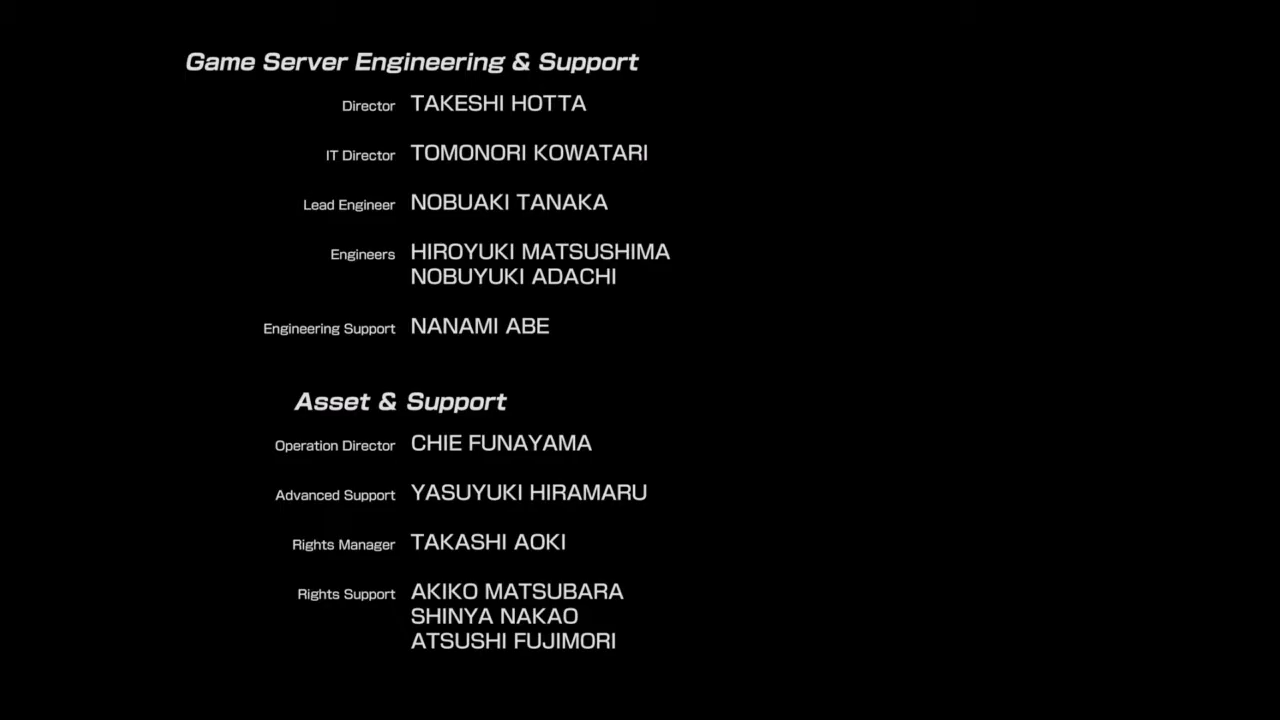 Game Server Engineering & Support
Director TAKESHI HOTTA
IT Director TOMONORI KOWATARI
Lead Engineer NOBUAKI TANAKA
Engineers HIROYUKI MATSUSHIMA
NOBUYUKI ADACHI
Engineering Support NANAMI ABE
Asset & Support
Operation Director CHIE FUNAYAMA
Advanced Support YASUYUKI HIRAMARU
Rights Manager TAKASHI AOKI
Rights Support AKIKO MATSUBARA
SHINYA NAKAO
ATSUSHI FUJIMORI